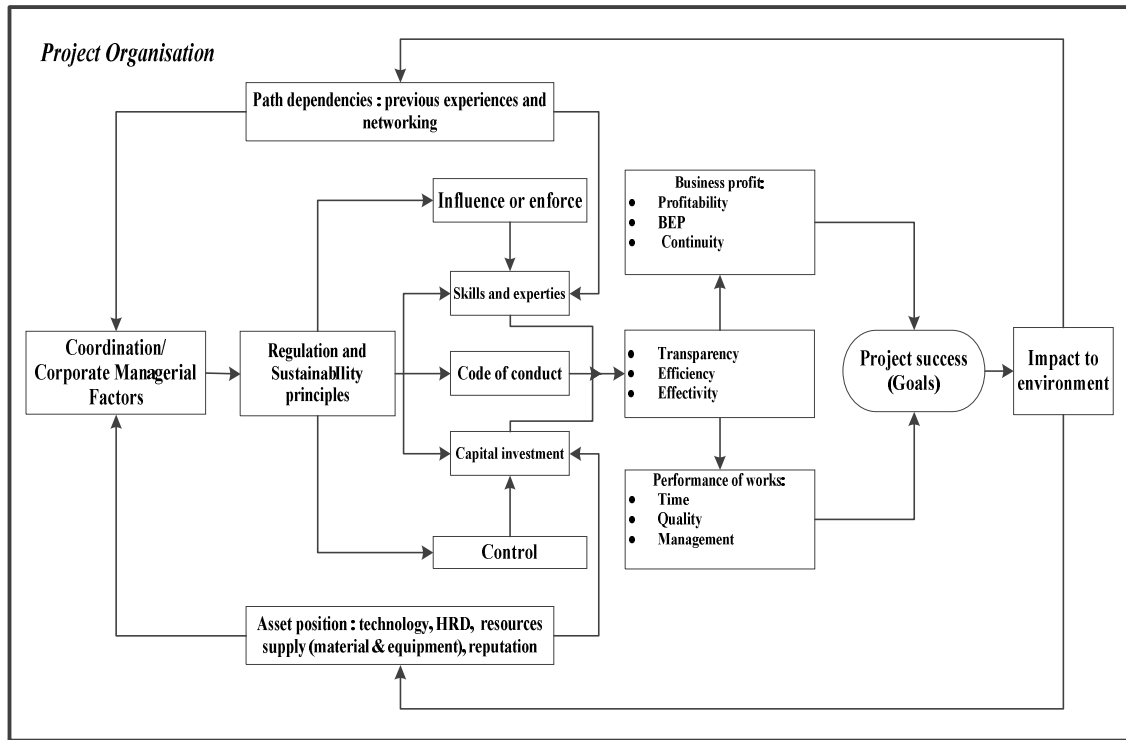 Project Organisation
Path dependencies : previous experiences and
networking
Influence or enforce
Business profit:
• Profitability
• BEP
• Continuity
Skills and experties
Coordination/
Corporate Managerial
Factors
Regulation and
Sustainability
principles
Code of conduct
• Transparency
• Efficiency
• Effectivity
Project success
(Goals)
Impact to
environment
Capital investment
Performance of works:
• Time
• Quality
• Management
Control
Asset position : technology, HRD, resources
supply (material & equipment), reputation